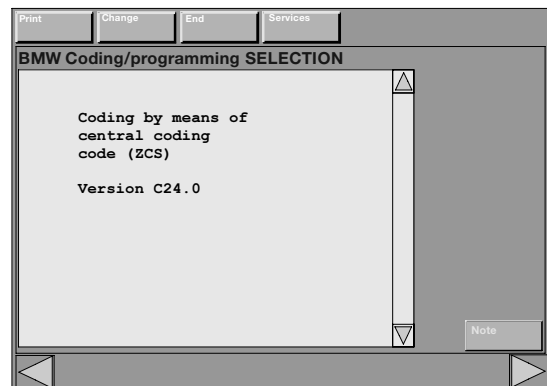 Print
Change
End
Services
BMW Coding/programming SELECTION
Coding by means of
central coding
code (ZCS)
Version C24.0
Note